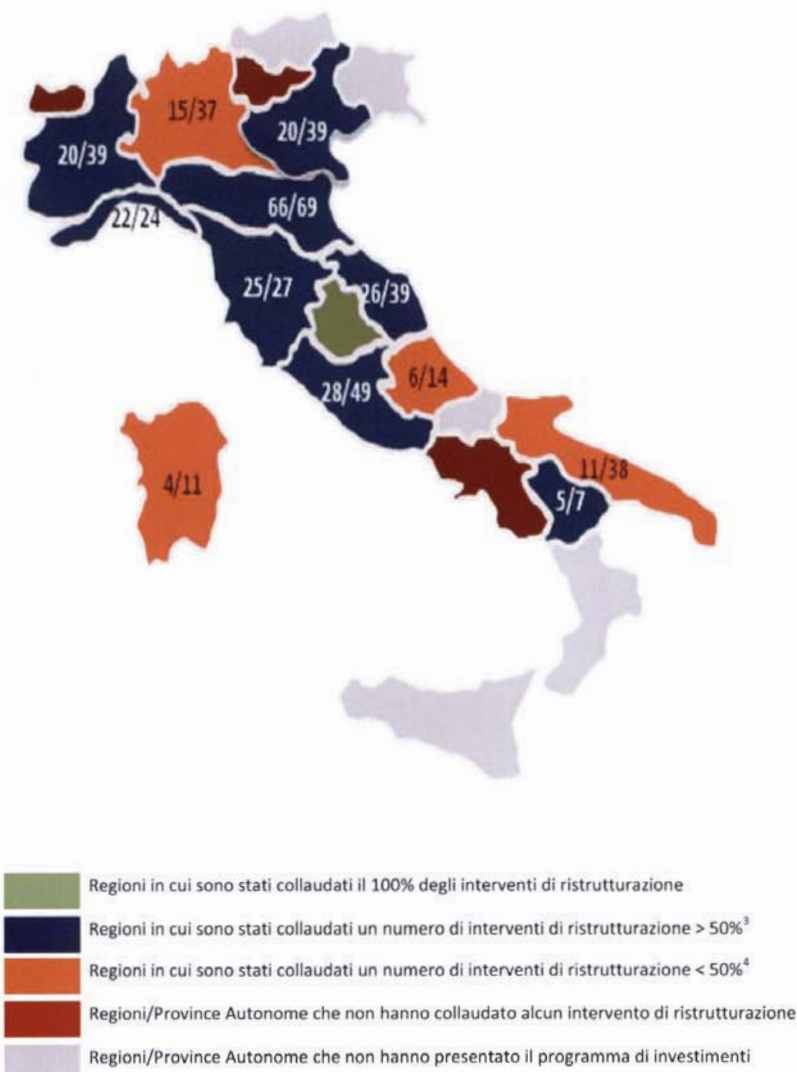 15/37
20/39
20/39
66/69
22/24
25/27
26/39
6/14
28/49
11/38
4/11
5/7
Regioni in cui sono stati collaudati il 100% degli interventi di ristrutturazione
Regioni in cui sono stati collaudati un numero di interventi di ristrutturazione > 50%³
Regioni in cui sono stati collaudati un numero di interventi di ristrutturazione < 50%⁴
Regioni/Province Autonome che non hanno collaudato alcun intervento di ristrutturazione
Regioni/Province Autonome che non hanno presentato il programma di investimenti